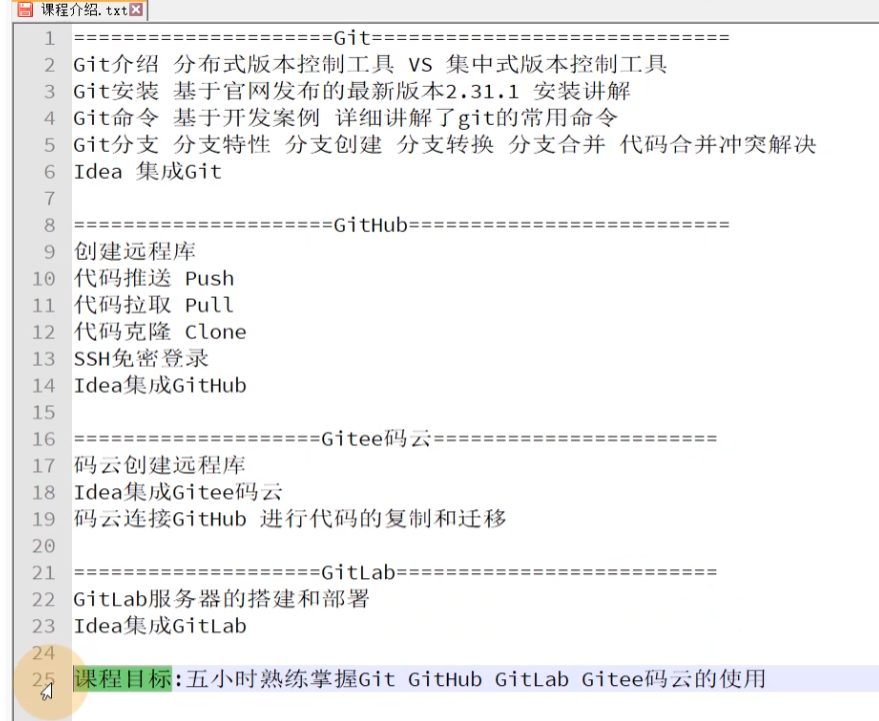 课程介绍.txt
1 =====================Git=============================
2 Git介绍 分布式版本控制工具 VS 集中式版本控制工具
3 Git安装 基于官网发布的最新版本2.31.1 安装讲解
4 Git命令 基于开发案例 详细讲解了git的常用命令
5 Git分支 分支特性 分支创建 分支转换 分支合并 代码合并冲突解决
6 Idea 集成Git
7
8 =====================GitHub==========================
9 创建远程库
10 代码推送 Push
11 代码拉取 Pull
12 代码克隆 Clone
13 SSH免密登录
14 Idea集成GitHub
15
16 ====================Gitee码云=======================
17 码云创建远程库
18 Idea集成Gitee码云
19 码云连接GitHub 进行代码的复制和迁移
20
21 ====================GitLab==========================
22 GitLab服务器的搭建和部署
23 Idea集成GitLab
24
25 课程目标:五小时熟练掌握Git GitHub GitLab Gitee码云的使用